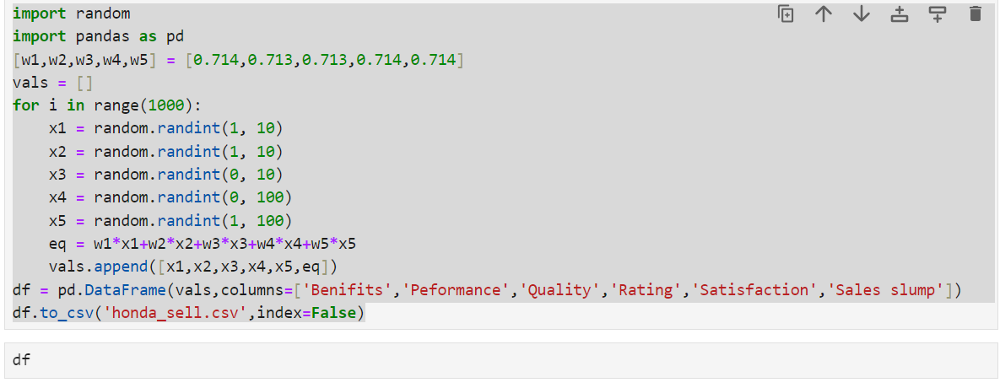 import random
import pandas as pd
[w1,w2,w3,w4,w5] = [0.714,0.713,0.713,0.714,0.714]
vals = []
for i in range(1000):
    x1 = random.randint(1, 10)
    x2 = random.randint(1, 10)
    x3 = random.randint(0, 10)
    x4 = random.randint(0, 100)
    x5 = random.randint(1, 100)
    eq = w1*x1+w2*x2+w3*x3+w4*x4+w5*x5
    vals.append([x1,x2,x3,x4,x5,eq])
df = pd.DataFrame(vals,columns=['Benifits','Peformance','Quality','Rating','Satisfaction','Sales slump'])
df.to_csv('honda_sell.csv',index=False)
df